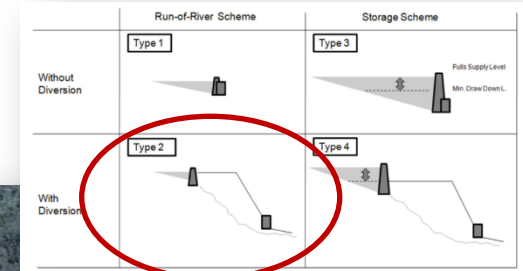 Run-of-River Scheme
Storage Scheme
Type 1
Type 3
Without
Diversion
Fulls Supply Level
Min. Draw Down L.
Type 2
Type 4
With
Diversion